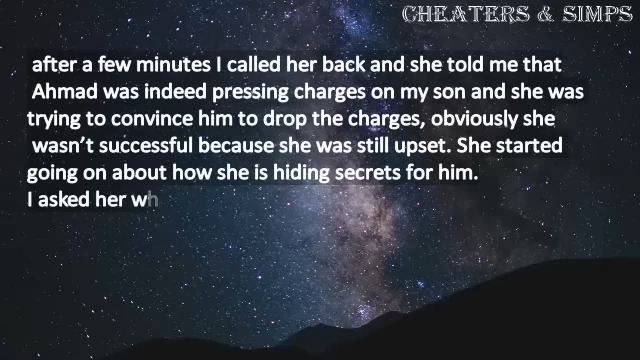 CHEATERS & SIMPS
after a few minutes I called her back and she told me that
Ahmad was indeed pressing charges on my son and she was
trying to convince him to drop the charges, obviously she
wasn't successful because she was still upset. She started
going on about how she is hiding secrets for him.
I asked her wh